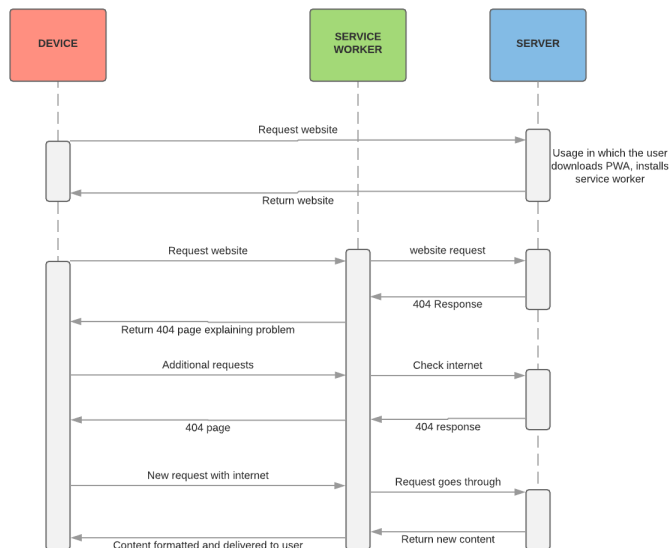 DEVICE
SERVICE
WORKER
SERVER
Request website
Usage in which the user
downloads PWA, installs
service worker
Return website
Request website
website request
404 Response
Return 404 page explaining problem
Additional requests
Check internet
404 page
404 response
New request with internet
Request goes through
Return new content
Content formatted and delivered to user